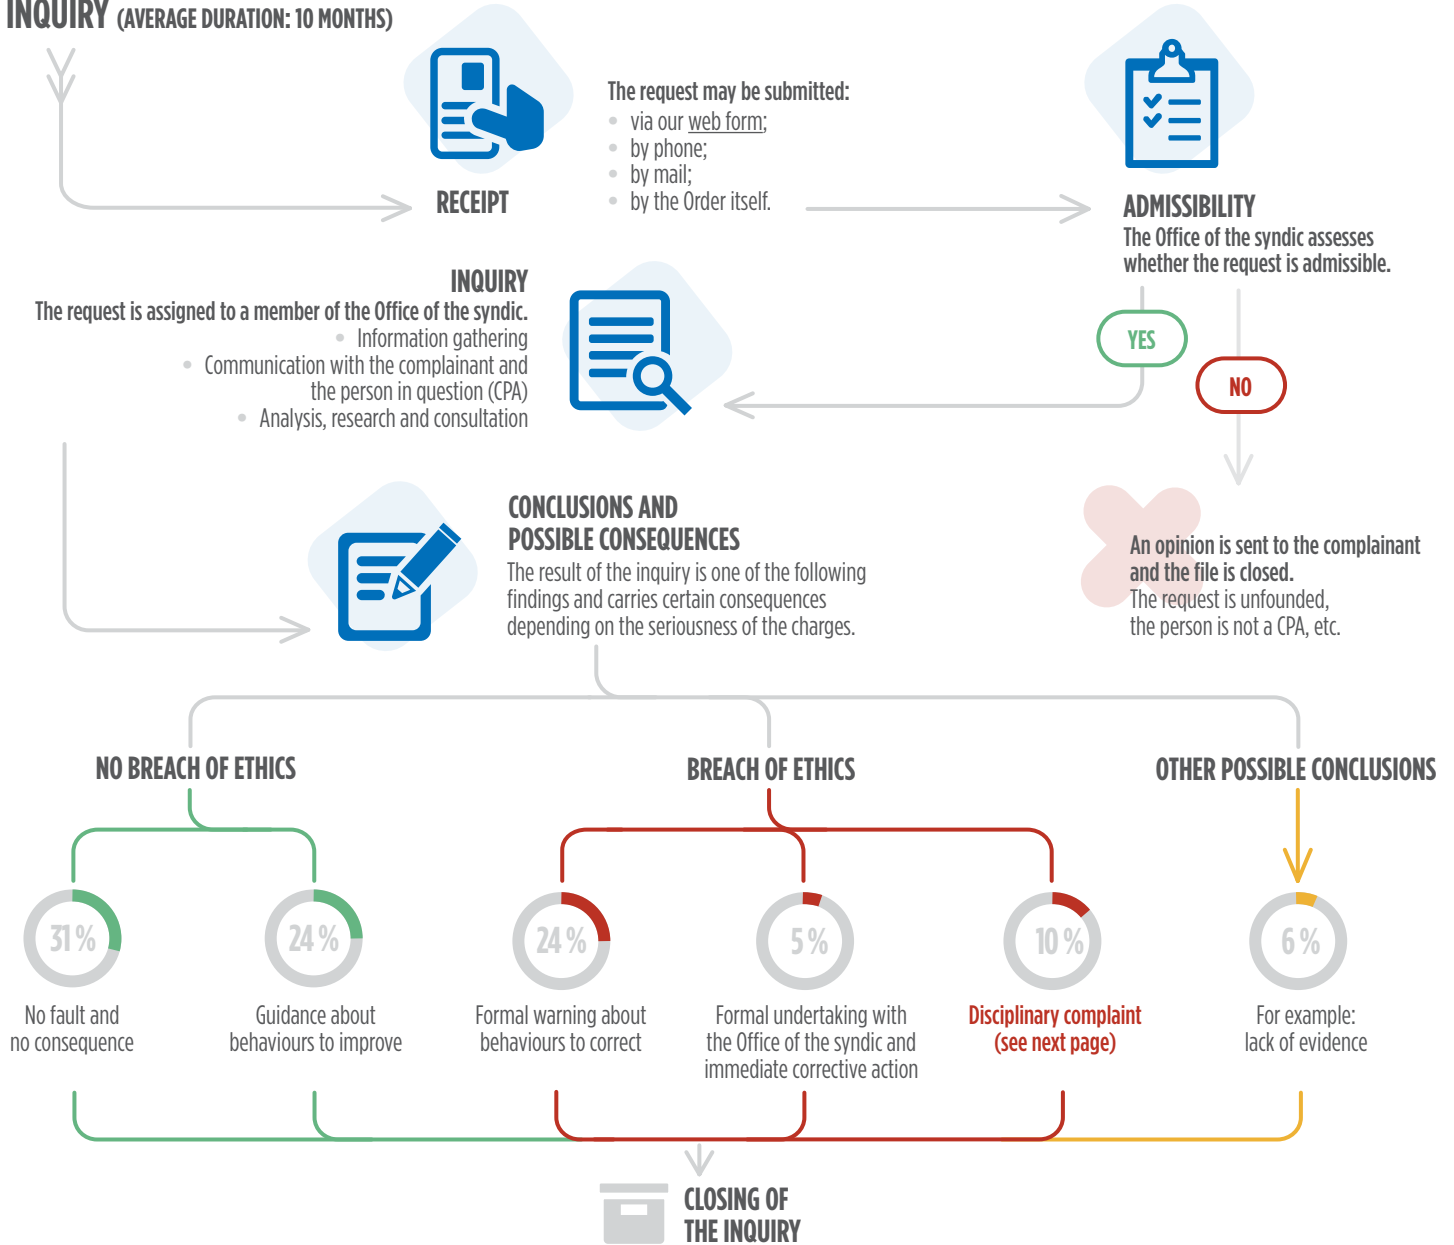 INQUIRY (AVERAGE DURATION: 10 MONTHS)
RECEIPT
The request may be submitted:
• via our web form;
• by phone;
• by mail;
• by the Order itself.
ADMISSIBILITY
The Office of the syndic assesses
whether the request is admissible.
YES
NO
INQUIRY
The request is assigned to a member of the Office of the syndic.
• Information gathering
• Communication with the complainant and
the person in question (CPA)
• Analysis, research and consultation
An opinion is sent to the complainant
and the file is closed.
The request is unfounded,
the person is not a CPA, etc.
CONCLUSIONS AND
POSSIBLE CONSEQUENCES
The result of the inquiry is one of the following
findings and carries certain consequences
depending on the seriousness of the charges.
NO BREACH OF ETHICS
BREACH OF ETHICS
OTHER POSSIBLE CONCLUSIONS
31 %
No fault and
no consequence
24 %
Guidance about
behaviours to improve
24 %
Formal warning about
behaviours to correct
5 %
Formal undertaking with
the Office of the syndic and
immediate corrective action
10 %
Disciplinary complaint
(see next page)
6 %
For example:
lack of evidence
CLOSING OF
THE INQUIRY